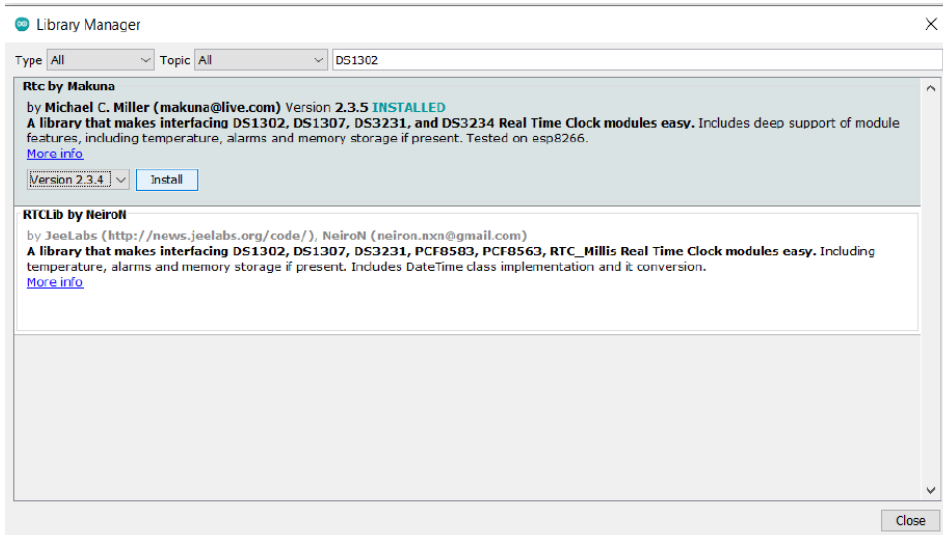 Library Manager
Type All Topic All DS1302
Rtc by Makuna
by Michael C. Miller (makuna@live.com) Version 2.3.5 INSTALLED
A library that makes interfacing DS1302, DS1307, DS3231, and DS3234 Real Time Clock modules easy. Includes deep support of module
features, including temperature, alarms and memory storage if present. Tested on esp8266.
More info
Version 2.3.4 Install
RTCLib by NeiroN
by JeeLabs (http://news.jeelabs.org/code/), NeiroN (neiron.nxn@gmail.com)
A library that makes interfacing DS1302, DS1307, DS3231, PCF8583, PCF8563, RTC_Millis Real Time Clock modules easy. Including
temperature, alarms and memory storage if present. Includes DateTime class implementation and it conversion.
More info
Close